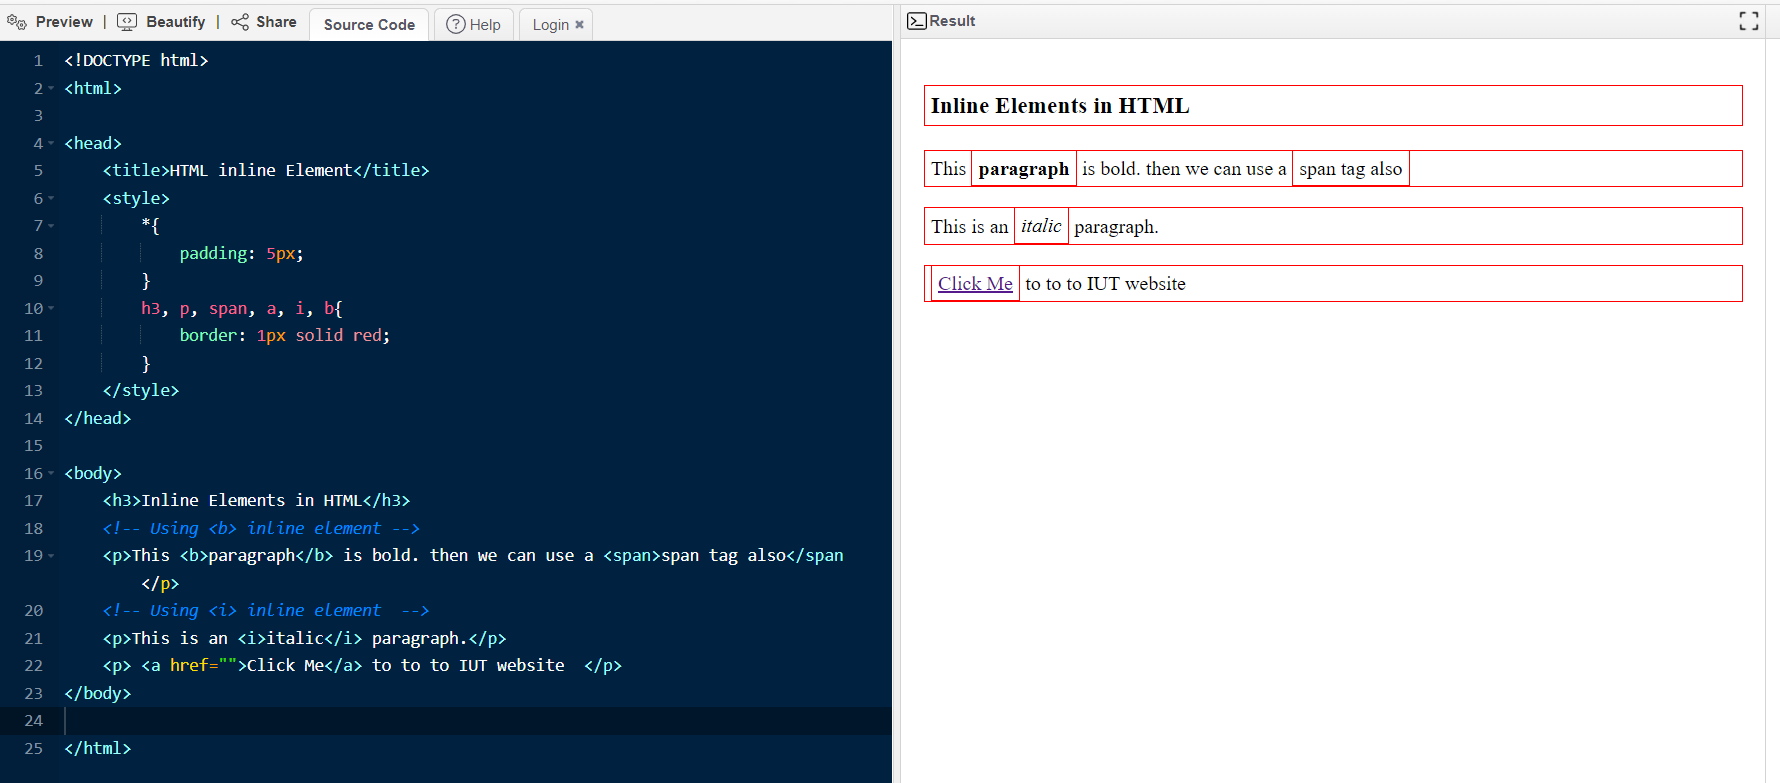 Preview | Beautify | Share Source Code Help Login ×
1 <!DOCTYPE html>
2 <html>
3
4 <head>
5 <title>HTML inline Element</title>
6 <style>
7 *{
8 padding: 5px;
9 }
10 h3, p, span, a, i, b{
11 border: 1px solid red;
12 }
13 </style>
14 </head>
15
16 <body>
17 <h3>Inline Elements in HTML</h3>
18 <!-- Using <b> inline element -->
19 <p>This <b>paragraph</b> is bold. then we can use a <span>span tag also</span
</p>
20 <!-- Using <i> inline element  -->
21 <p>This is an <i>italic</i> paragraph.</p>
22 <p> <a href="">Click Me</a> to to to IUT website  </p>
23 </body>
24
25 </html>
Result
Inline Elements in HTML
This paragraph is bold. then we can use a span tag also
This is an italic paragraph.
Click Me to to to IUT website